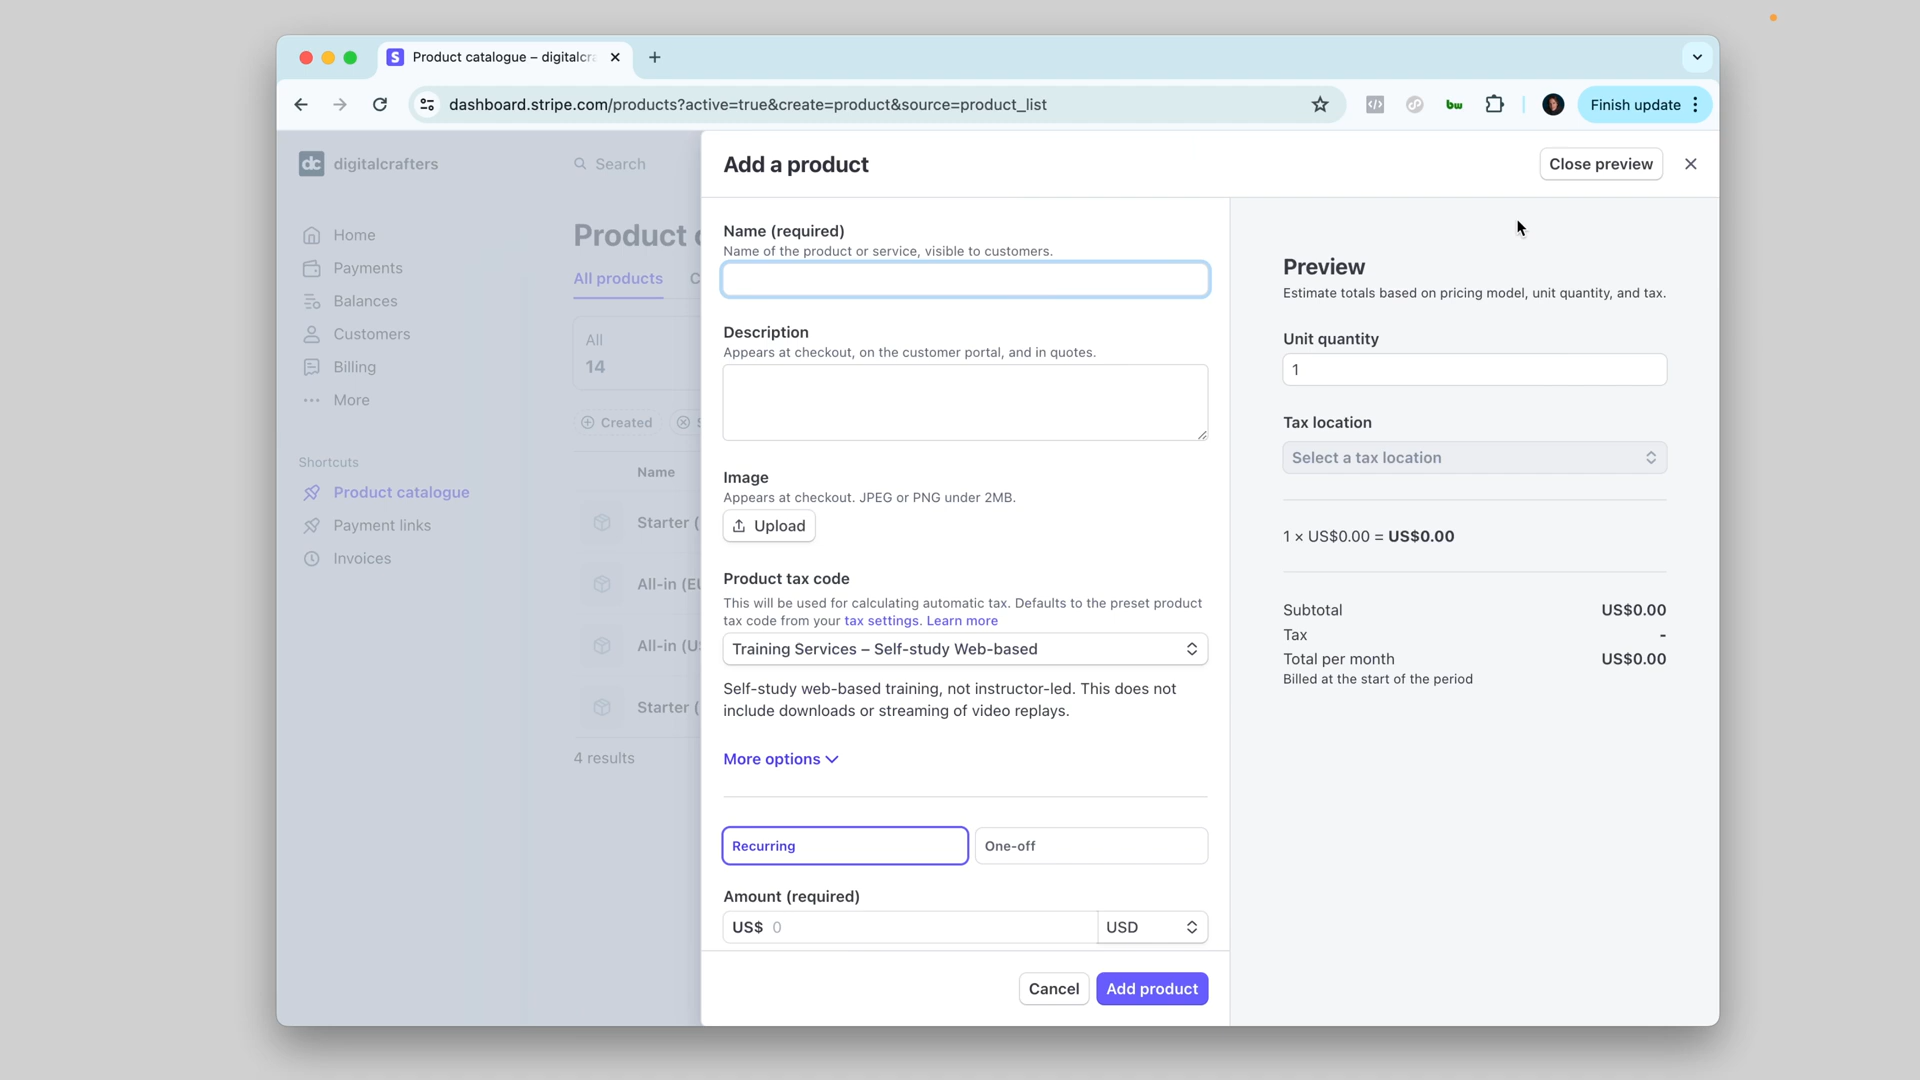 Product catalogue – digitalcra
dashboard.stripe.com/products?active=true&create=product&source=product_list
bw
Finish update
dc digitalcrafters
Search
Home
Payments
Balances
Customers
Billing
More
Shortcuts
Product catalogue
Payment links
Invoices
Product c
All products C
All
14
Created S
Name
Starter (
All-in (EU
All-in (US
Starter (
4 results
Add a product
Close preview
Name (required)
Name of the product or service, visible to customers.
Description
Appears at checkout, on the customer portal, and in quotes.
Image
Appears at checkout. JPEG or PNG under 2MB.
Upload
Product tax code
This will be used for calculating automatic tax. Defaults to the preset product
tax code from your tax settings. Learn more
Training Services – Self-study Web-based
Self-study web-based training, not instructor-led. This does not
include downloads or streaming of video replays.
More options
Recurring
One-off
Amount (required)
US$ 0
USD
Cancel
Add product
Preview
Estimate totals based on pricing model, unit quantity, and tax.
Unit quantity
1
Tax location
Select a tax location
1 × US$0.00 = US$0.00
Subtotal US$0.00
Tax -
Total per month US$0.00
Billed at the start of the period